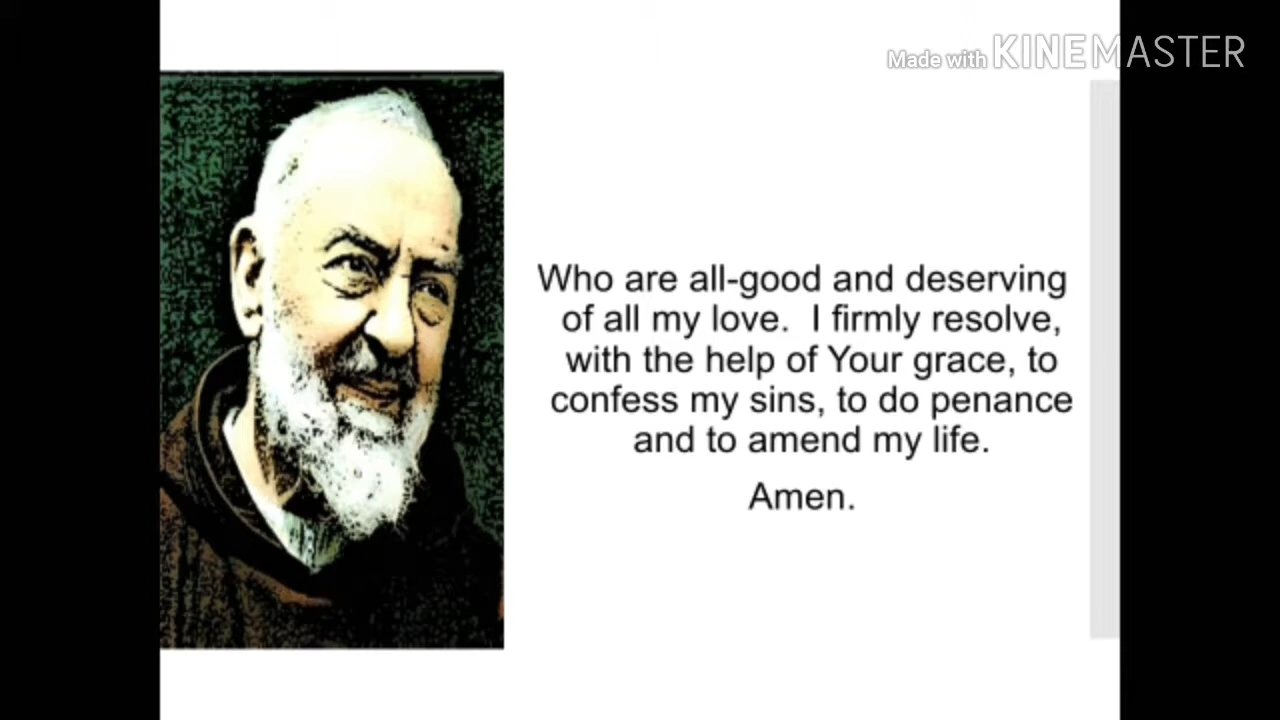 Made with KINEMASTER
Who are all-good and deserving
of all my love.  I firmly resolve,
with the help of Your grace, to
confess my sins, to do penance
and to amend my life.
Amen.